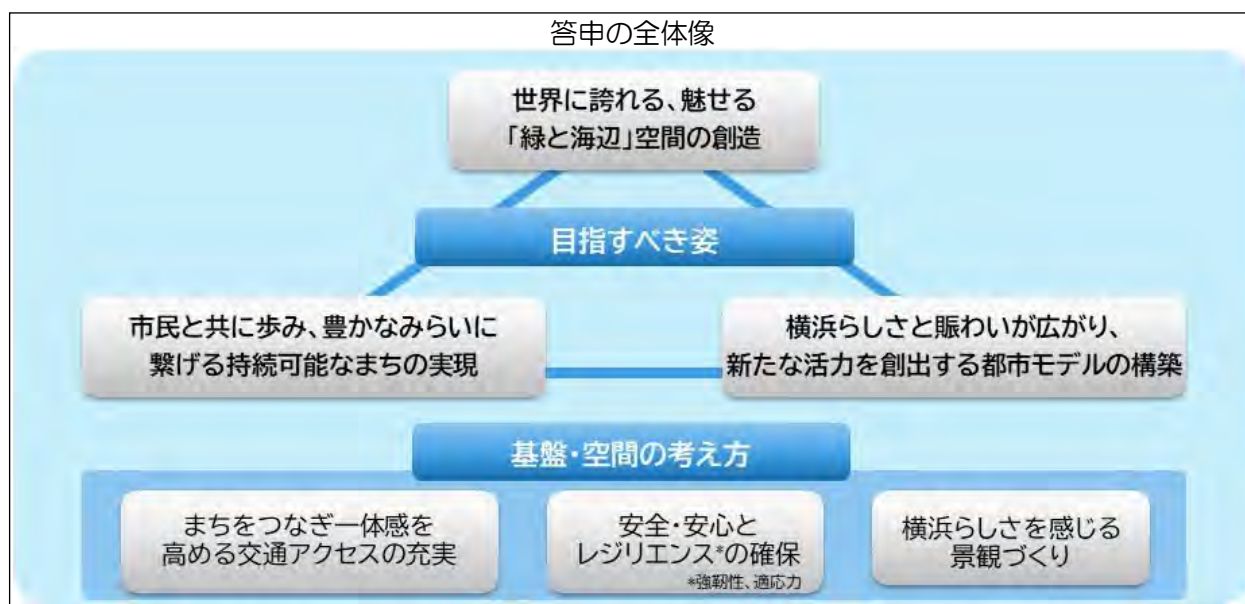 答申の全体像
世界に誇れる、魅せる
「緑と海辺」空間の創造
目指すべき姿
市民と共に歩み、豊かなみらいに
繋げる持続可能なまちの実現
横浜らしさと賑わいが広がり、
新たな活力を創出する都市モデルの構築
基盤・空間の考え方
まちをつなぎ一体感を
高める交通アクセスの充実
安全・安心と
レジリエンス*の確保
*強靭性、適応力
横浜らしさを感じる
景観づくり